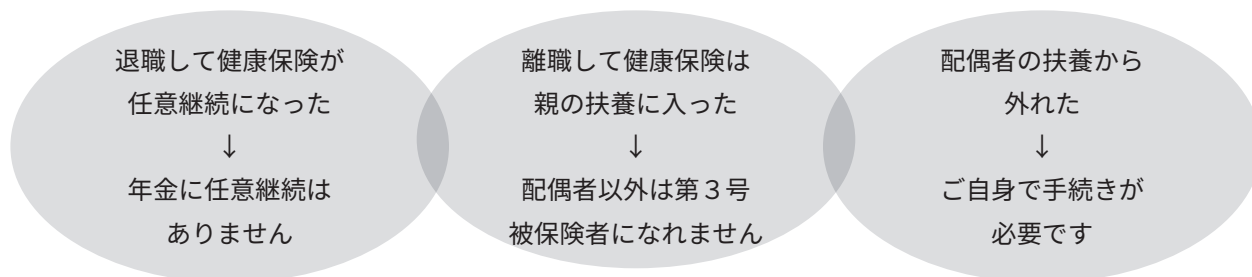 退職して健康保険が
任意継続になった
↓
年金に任意継続は
ありません
離職して健康保険は
親の扶養に入った
↓
配偶者以外は第３号
被保険者になれません
配偶者の扶養から
外れた
↓
ご自身で手続きが
必要です